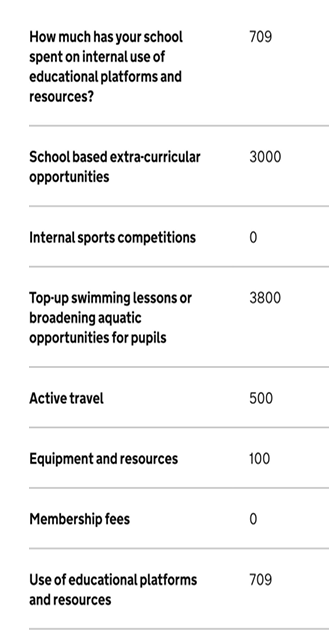 How much has your school 709
spent on internal use of
educational platforms and
resources?
School based extra-curricular 3000
opportunities
Internal sports competitions 0
Top-up swimming lessons or 3800
broadening aquatic
opportunities for pupils
Active travel 500
Equipment and resources 100
Membership fees 0
Use of educational platforms 709
and resources